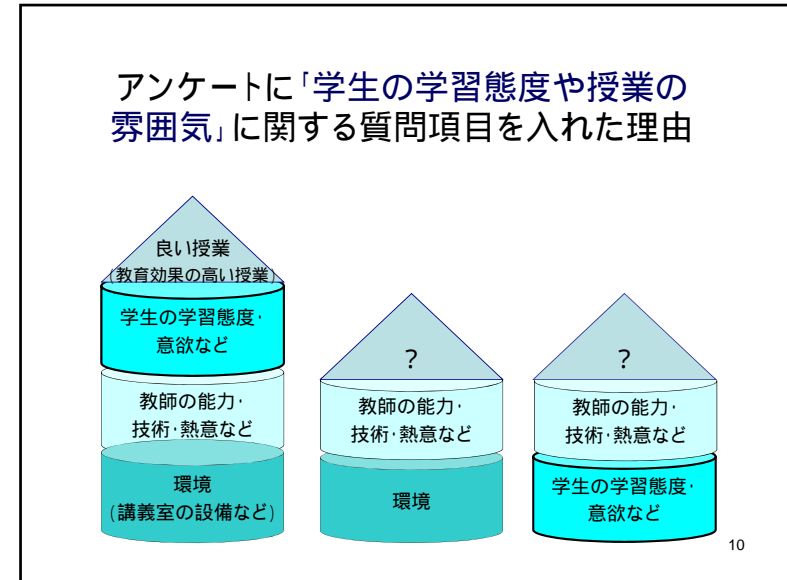 アンケートに「学生の学習態度や授業の
雰囲気」に関する質問項目を入れた理由
良い授業
(教育効果の高い授業)
学生の学習態度・
意欲など
教師の能力・
技術・熱意など
環境
(講義室の設備など)
?
教師の能力・
技術・熱意など
環境
?
教師の能力・
技術・熱意など
学生の学習態度・
意欲など
10